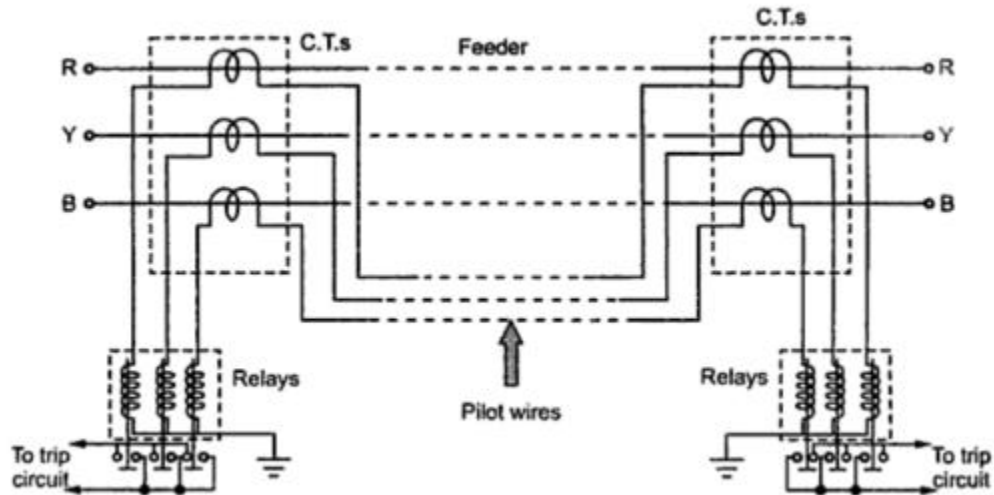 C.T.s
C.T.s
Feeder
R
R
Y
Y
B
B
Relays
Relays
Pilot wires
To trip
circuit
To trip
circuit